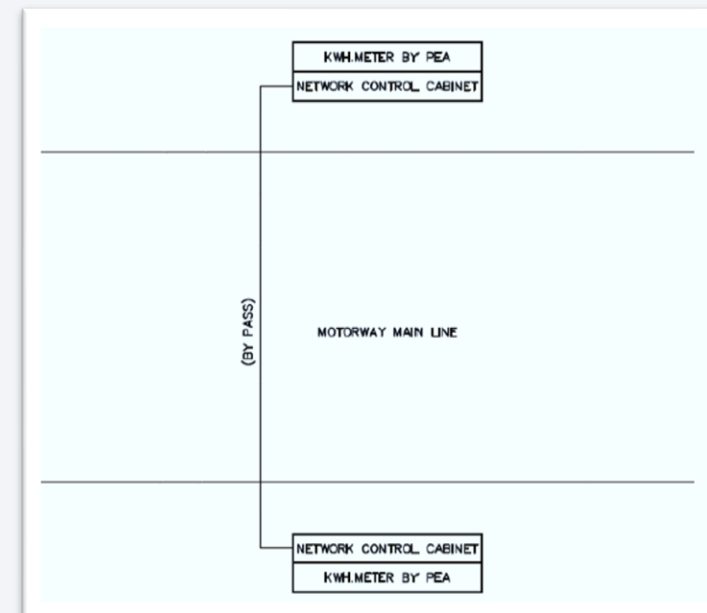 KWH.METER BY PEA
NETWORK CONTROL CABINET
(BY PASS)
MOTORWAY MAIN LINE
NETWORK CONTROL CABINET
KWH.METER BY PEA